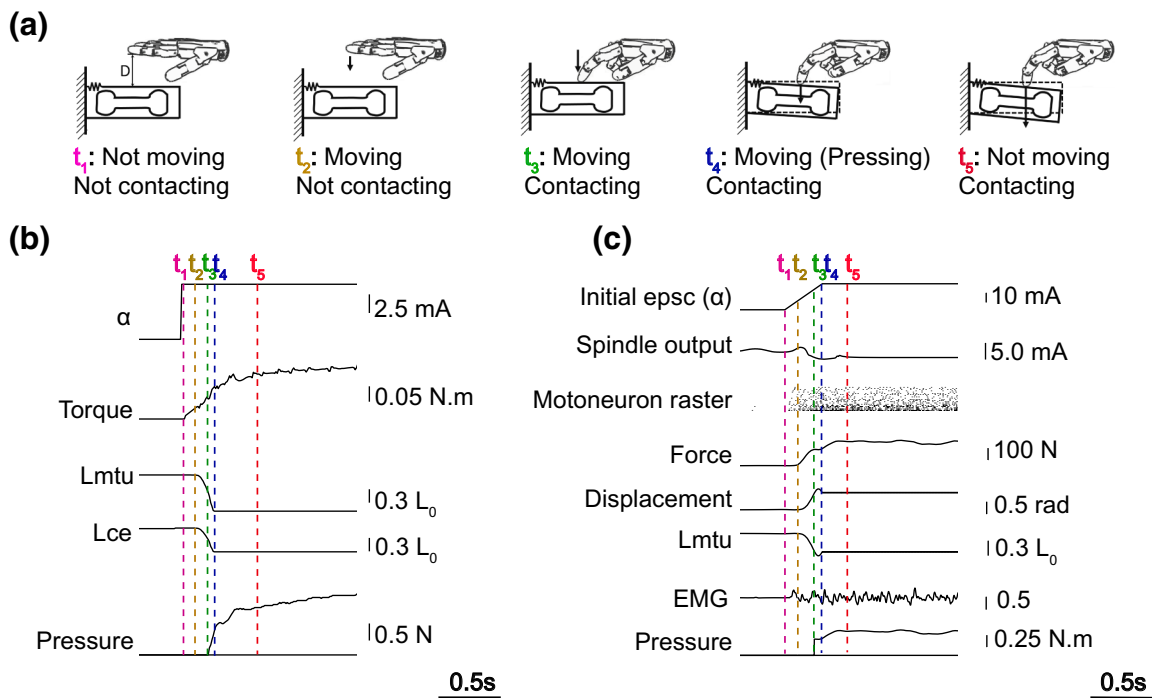 (a)
D
t1: Not moving
Not contacting
t2: Moving
Not contacting
t3: Moving
Contacting
t4: Moving (Pressing)
Contacting
t5: Not moving
Contacting
(b)
t1 t2 t3 t4 t5
α
2.5 mA
Torque
0.05 N.m
Lmtu
0.3 L0
Lce
0.3 L0
Pressure
0.5 N
0.5s
(c)
t1 t2 t3 t4 t5
Initial epsc (α)
10 mA
Spindle output
5.0 mA
Motoneuron raster
Force
100 N
Displacement
0.5 rad
Lmtu
0.3 L0
EMG
0.5
Pressure
0.25 N.m
0.5s